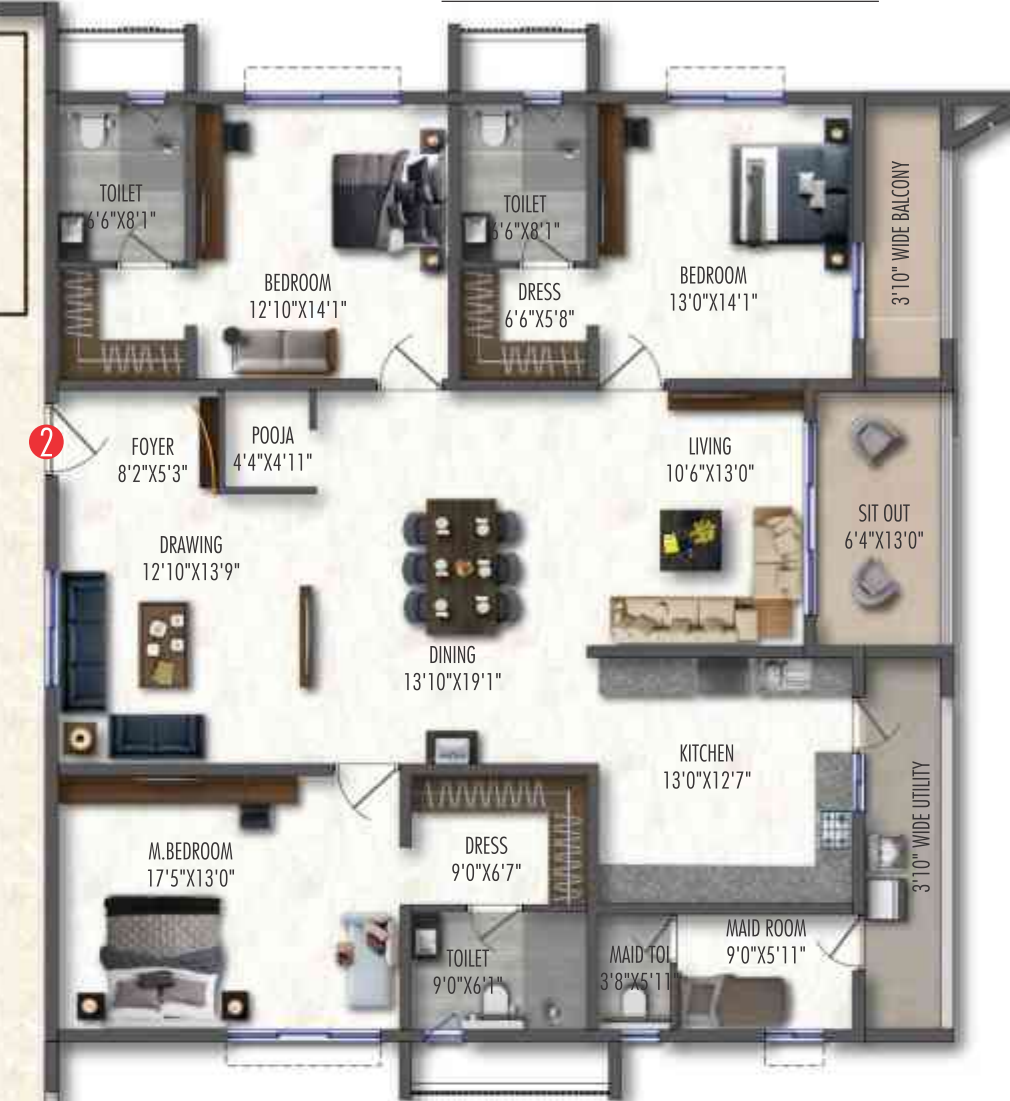 TOILET
6'6"X8'1"
BEDROOM
12'10"X14'1"
TOILET
6'6"X8'1"
DRESS
6'6"X5'8"
BEDROOM
13'0"X14'1"
3'10" WIDE BALCONY
2
FOYER
8'2"X5'3"
POOJA
4'4"X4'11"
LIVING
10'6"X13'0"
SIT OUT
6'4"X13'0"
DRAWING
12'10"X13'9"
DINING
13'10"X19'1"
KITCHEN
13'0"X12'7"
3'10" WIDE UTILITY
M.BEDROOM
17'5"X13'0"
DRESS
9'0"X6'7"
TOILET
9'0"X6'1"
MAID TOI
3'8"X5'11"
MAID ROOM
9'0"X5'11"